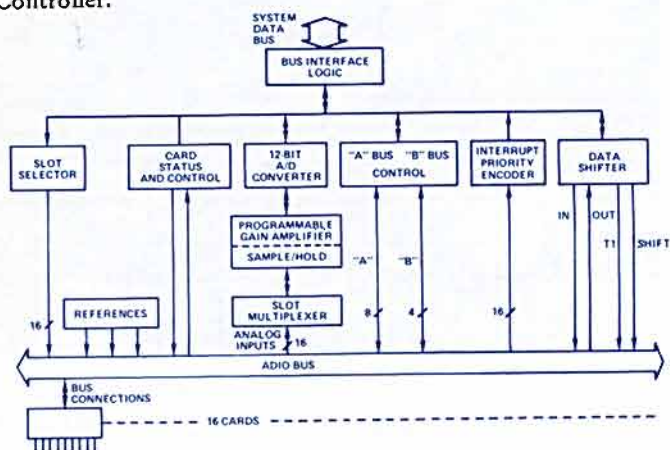 Controller.
SYSTEM
DATA
BUS
BUS INTERFACE
LOGIC
SLOT
SELECTOR
CARD
STATUS
AND CONTROL
12-BIT
A/D
CONVERTER
"A" BUS "B" BUS
CONTROL
INTERRUPT
PRIORITY
ENCODER
DATA
SHIFTER
PROGRAMMABLE
GAIN AMPLIFIER
SAMPLE/HOLD
SLOT
MULTIPLEXER
REFERENCES
IN
OUT
T1
SHIFT
"A"
"B"
16
8
4
16
ANALOG
INPUTS
16
ADIO BUS
BUS
CONNECTIONS
16 CARDS